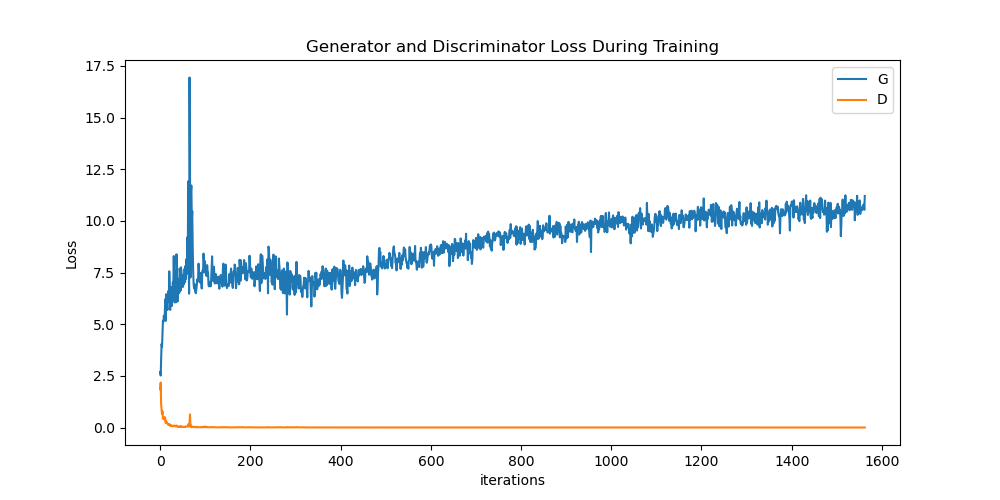 Generator and Discriminator Loss During Training
17.5
15.0
12.5
10.0
7.5
5.0
2.5
0.0
Loss
G
D
0 200 400 600 800 1000 1200 1400 1600
iterations